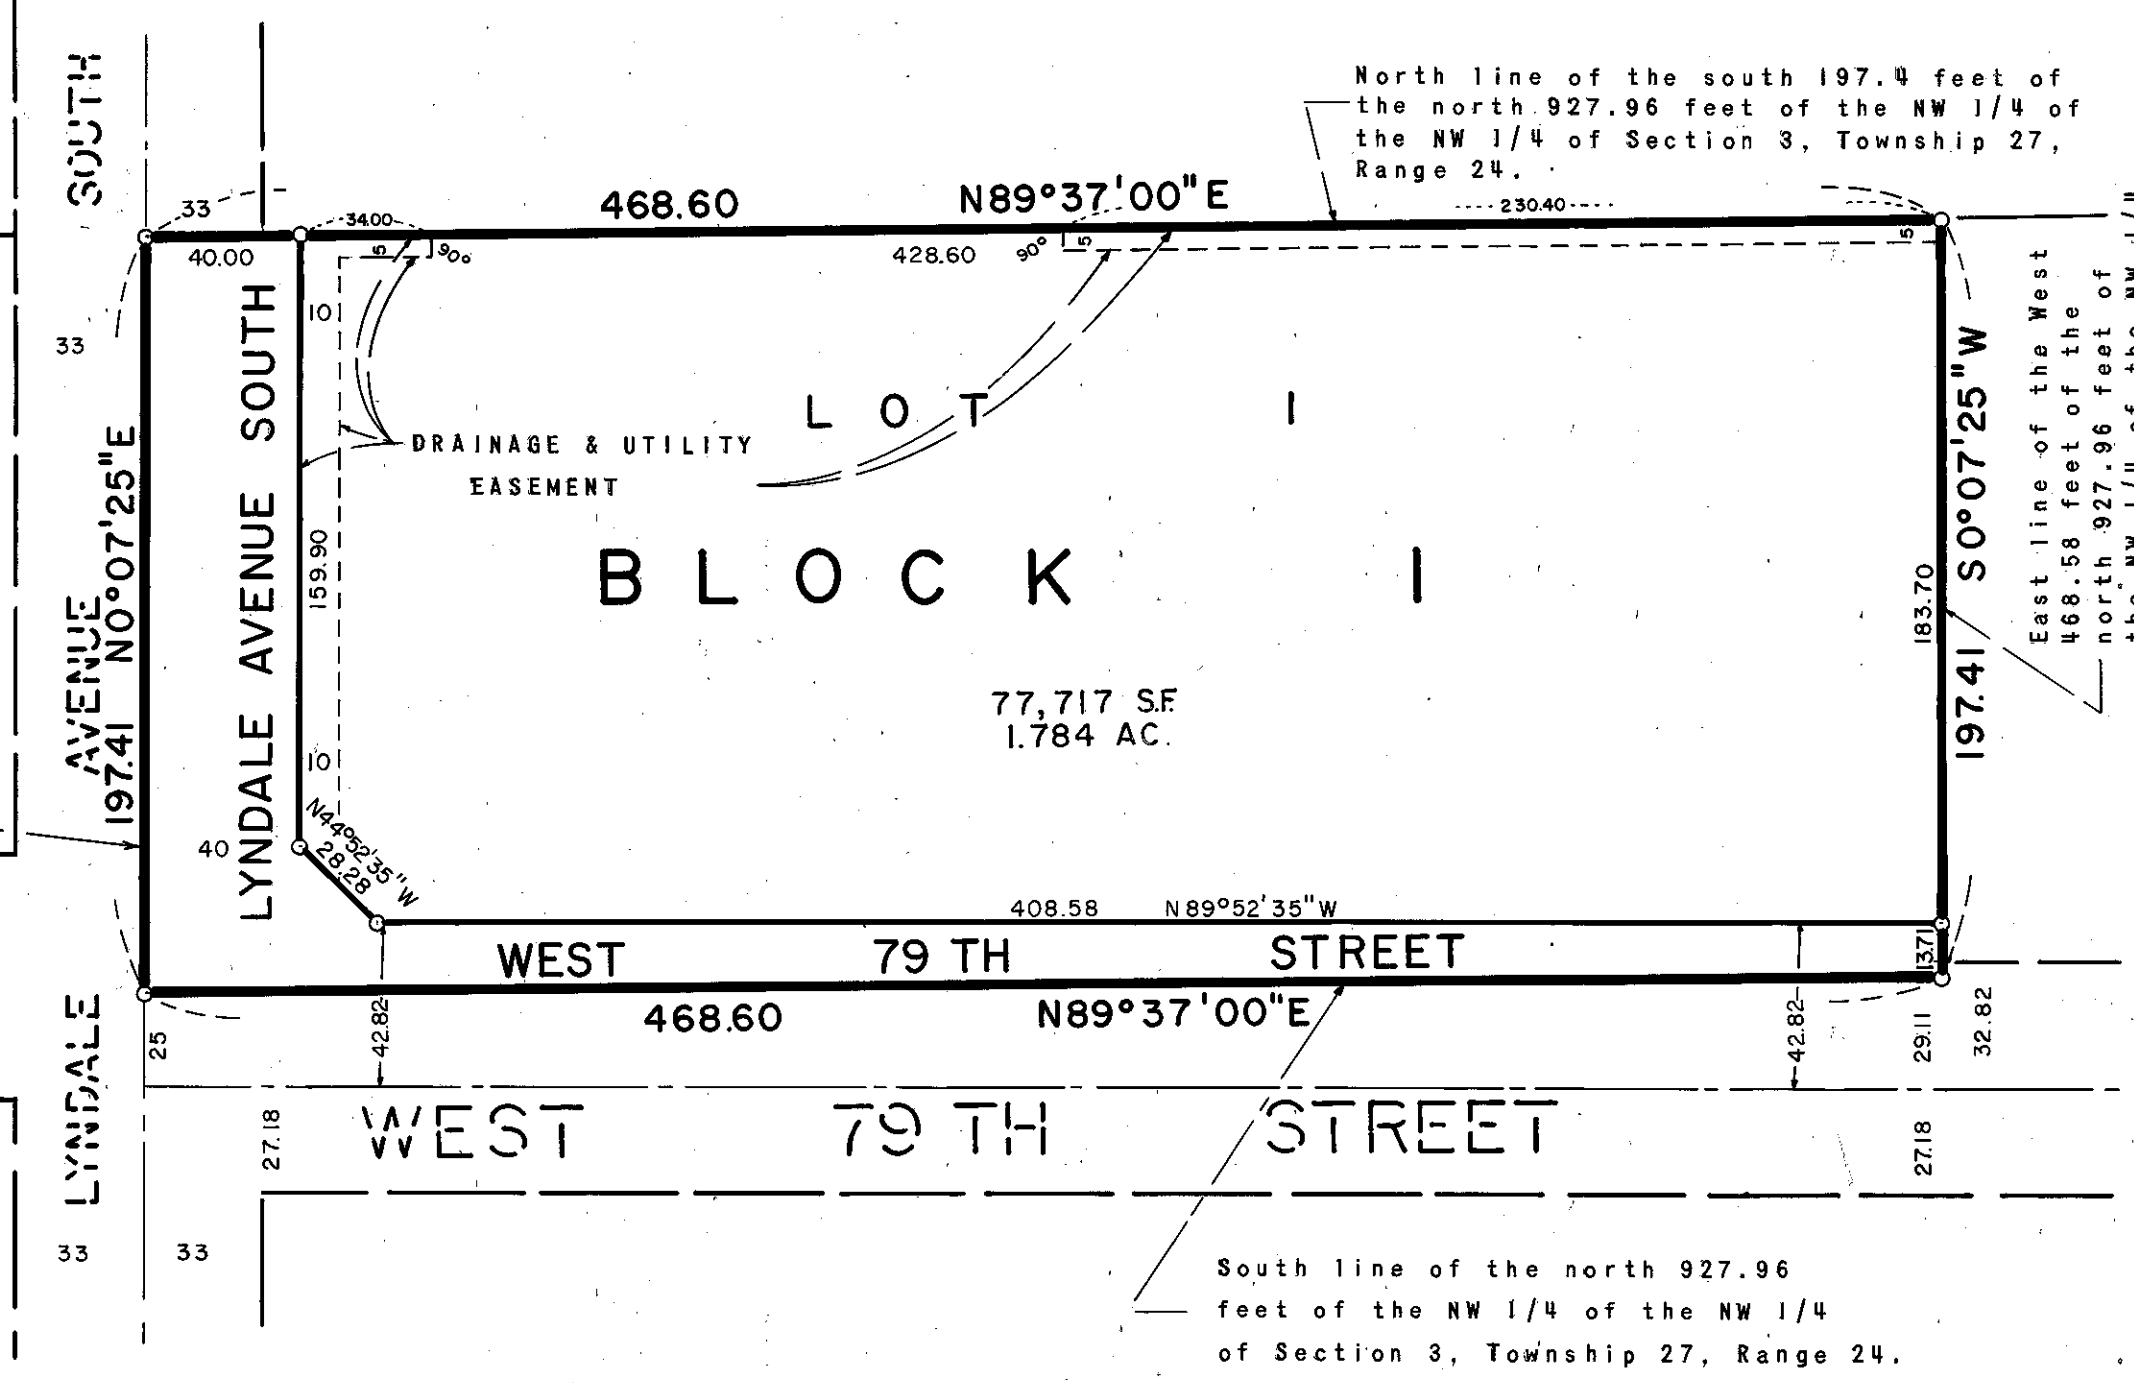 SOUTH
North line of the south 197.4 feet of
the north 927.96 feet of the NW 1/4 of
the NW 1/4 of Section 3, Township 27,
Range 24.
33
34.00
468.60
N89°37'00"E
230.40
40.00
5
90°
428.60
90°
5
5
33
10
LOT 1
DRAINAGE & UTILITY
EASEMENT
BLOCK 1
77,717 S.F.
1.784 AC.
159.90
10
LYNDALE AVENUE SOUTH
197.41 N0°07'25"E
AVENUE
40
N44°52'35"W
28.28
183.70
197.41 S0°07'25"W
East line of the West
468.58 feet of the
north 927.96 feet of
408.58 N89°52'35"W
WEST 79 TH STREET
13.71
468.60
N89°37'00"E
LYNDALE
25
42.82
42.82
29.11
32.82
27.18
WEST 79 TH STREET
27.18
33
33
South line of the north 927.96
feet of the NW 1/4 of the NW 1/4
of Section 3, Township 27, Range 24.